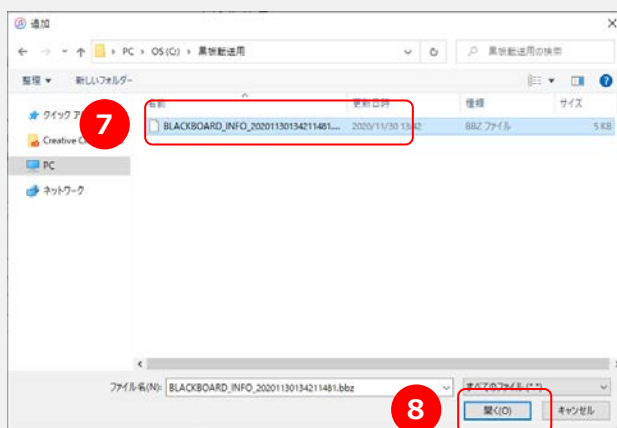 追加
PC › OS (C:) › 黒板転送用
黒板転送用の検索
整理 新しいフォルダー
名前 更新日時 種類 サイズ
クイック ア
7
BLACKBOARD_INFO_20201130134211481.... 2020/11/30 13:42 BBZ ファイル 5 KB
Creative C
PC
ネットワーク
ファイル名(N): BLACKBOARD_INFO_20201130134211481.bbz すべてのファイル (*.*)
8
開く(O) キャンセル